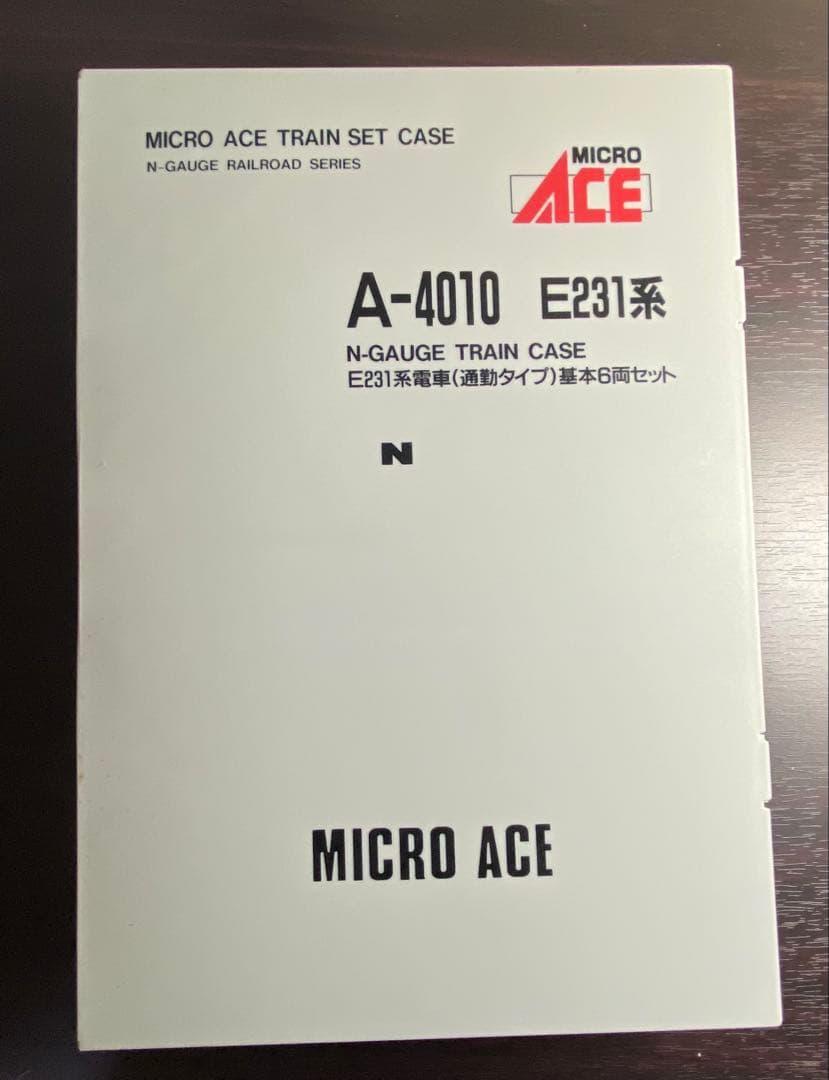 MICRO ACE TRAIN SET CASE
N-GAUGE RAILROAD SERIES
MICRO
ACE
A-4010 E231系
N-GAUGE TRAIN CASE
E231系電車(通勤タイプ)基本6両セット
N
MICRO ACE